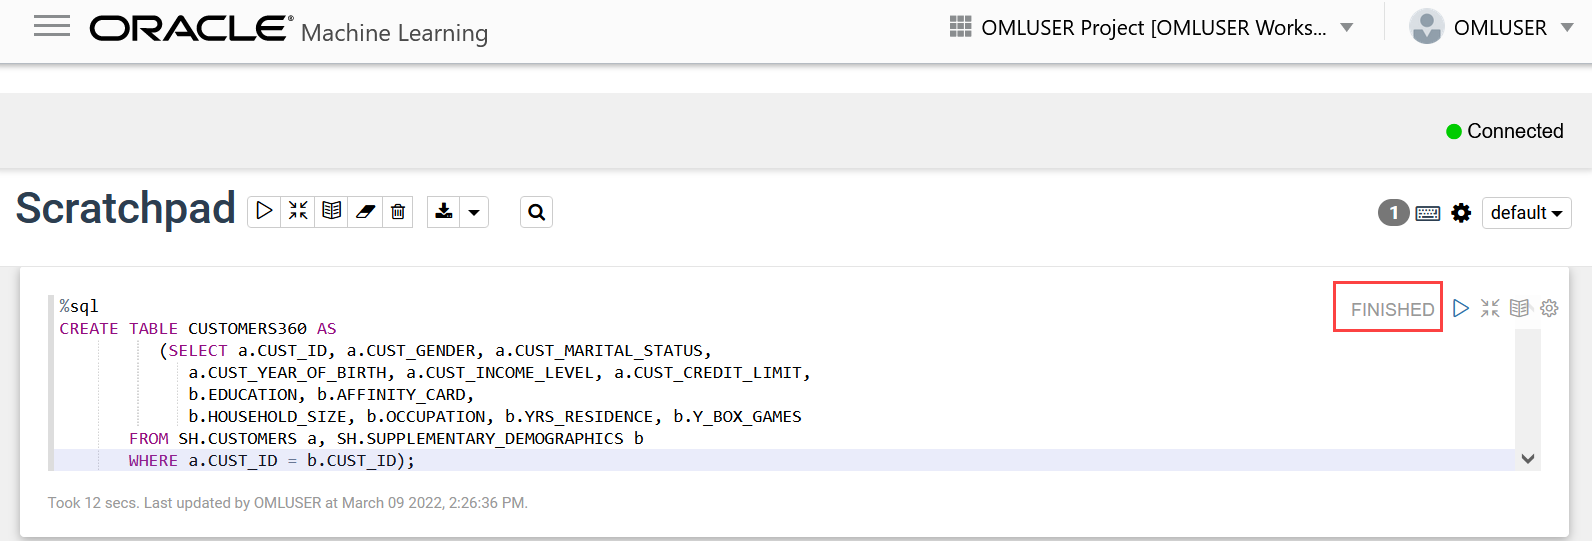 ORACLE® Machine Learning
OMLUSER Project [OMLUSER Works...
OMLUSER
Connected
Scratchpad
1
default
%sql
FINISHED
CREATE TABLE CUSTOMERS360 AS
(SELECT a.CUST_ID, a.CUST_GENDER, a.CUST_MARITAL_STATUS,
a.CUST_YEAR_OF_BIRTH, a.CUST_INCOME_LEVEL, a.CUST_CREDIT_LIMIT,
b.EDUCATION, b.AFFINITY_CARD,
b.HOUSEHOLD_SIZE, b.OCCUPATION, b.YRS_RESIDENCE, b.Y_BOX_GAMES
FROM SH.CUSTOMERS a, SH.SUPPLEMENTARY_DEMOGRAPHICS b
WHERE a.CUST_ID = b.CUST_ID);
Took 12 secs. Last updated by OMLUSER at March 09 2022, 2:26:36 PM.